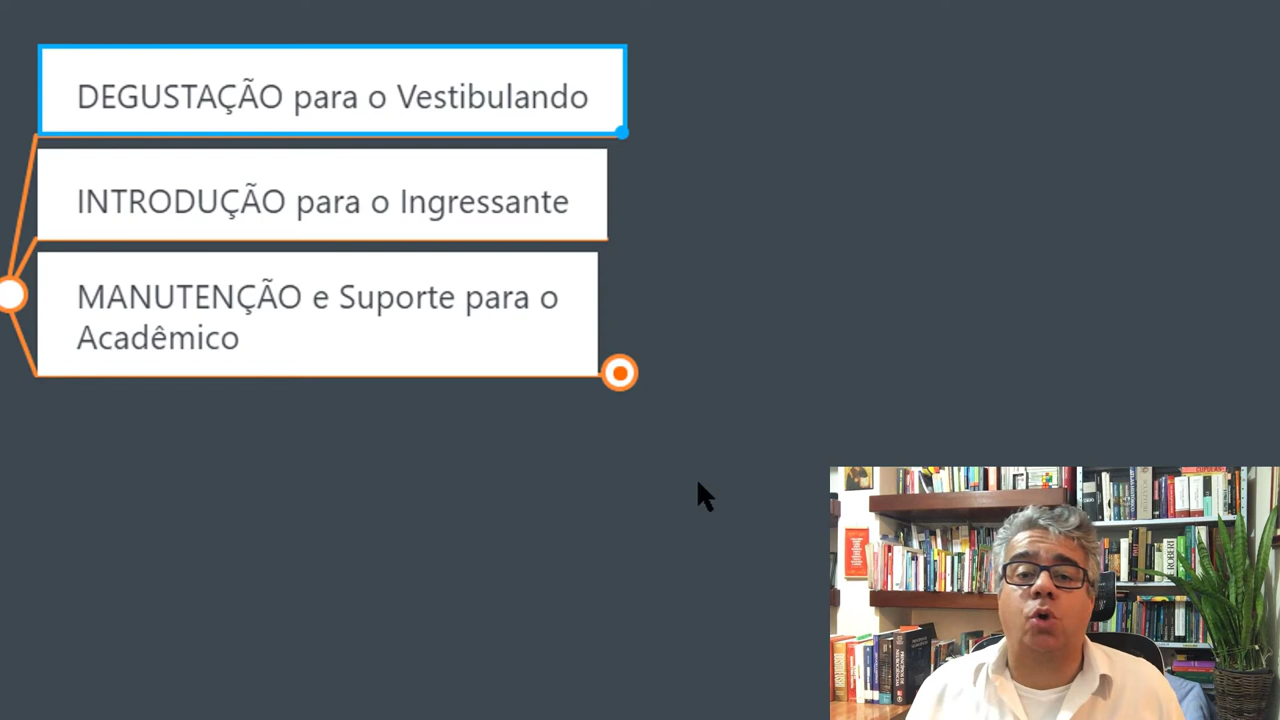 DEGUSTAÇÃO para o Vestibulando
INTRODUÇÃO para o Ingressante
MANUTENÇÃO e Suporte para o
Acadêmico